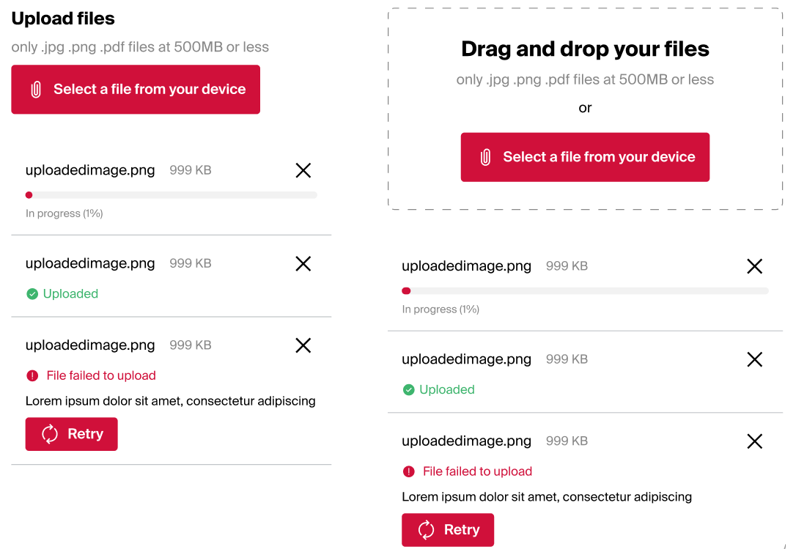 Upload files
only .jpg .png .pdf files at 500MB or less
Select a file from your device
uploadedimage.png 999 KB
In progress (1%)
uploadedimage.png 999 KB
Uploaded
uploadedimage.png 999 KB
File failed to upload
Lorem ipsum dolor sit amet, consectetur adipiscing
Retry
Drag and drop your files
only .jpg .png .pdf files at 500MB or less
or
Select a file from your device
uploadedimage.png 999 KB
In progress (1%)
uploadedimage.png 999 KB
Uploaded
uploadedimage.png 999 KB
File failed to upload
Lorem ipsum dolor sit amet, consectetur adipiscing
Retry